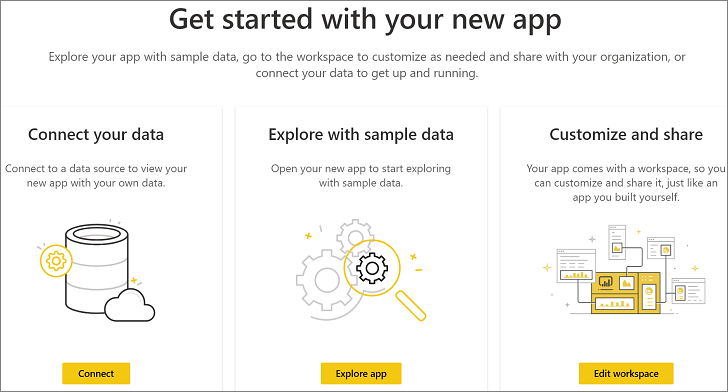 Get started with your new app
Explore your app with sample data, go to the workspace to customize as needed and share with your organization, or
connect your data to get up and running.
Connect your data
Connect to a data source to view your
new app with your own data.
Connect
Explore with sample data
Open your new app to start exploring
with sample data.
Explore app
Customize and share
Your app comes with a workspace, so you
can customize and share it, just like an
app you built yourself.
Edit workspace